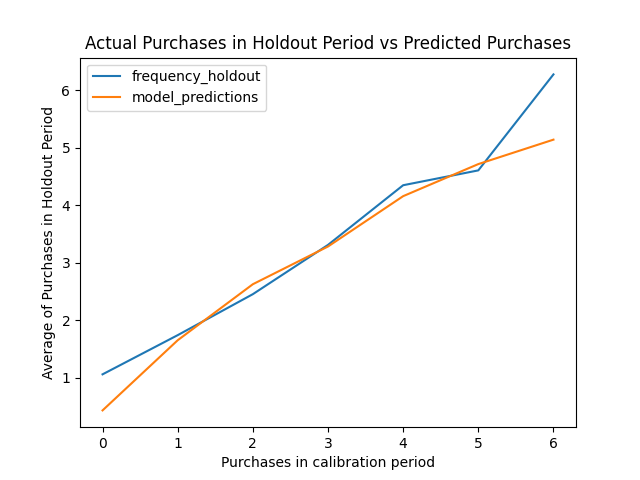 Actual Purchases in Holdout Period vs Predicted Purchases
frequency_holdout
model_predictions
Average of Purchases in Holdout Period
6
5
4
3
2
1
0 1 2 3 4 5 6
Purchases in calibration period